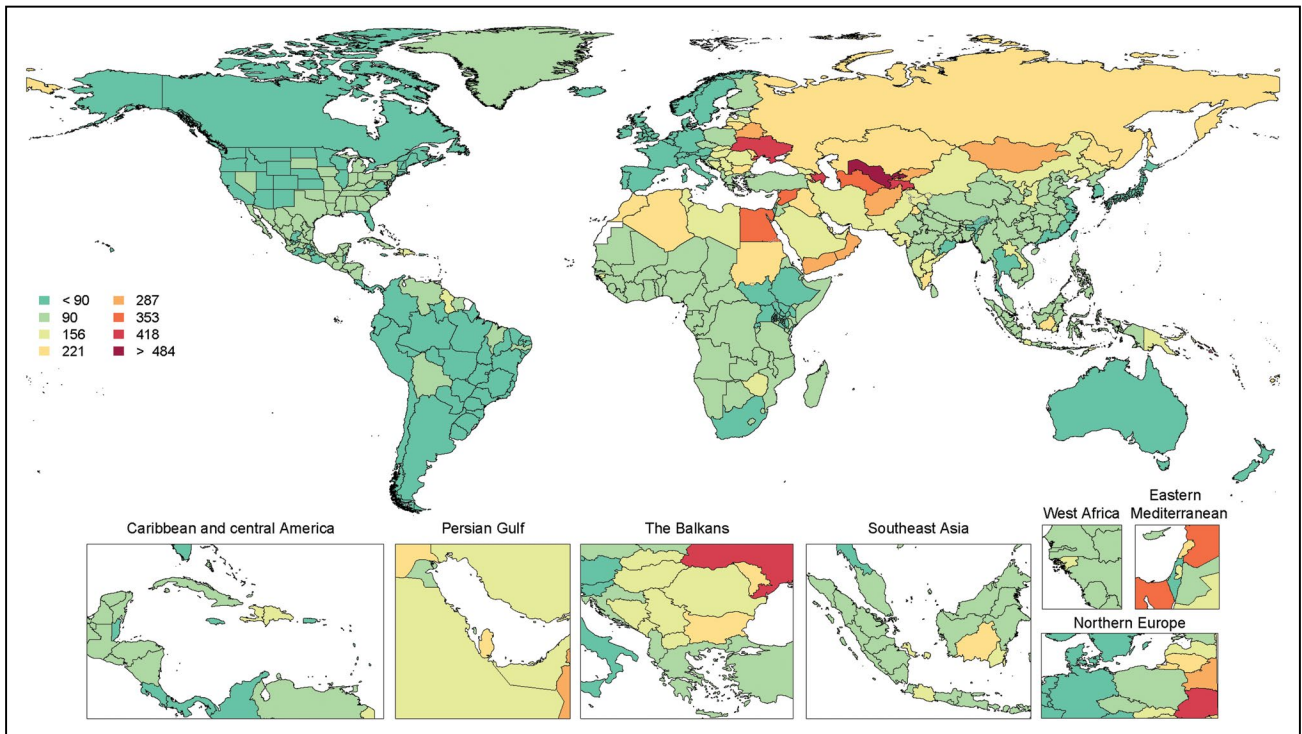 < 90
287
90
353
156
418
221
> 484
Caribbean and central America
Persian Gulf
The Balkans
Southeast Asia
West Africa
Eastern
Mediterranean
Northern Europe